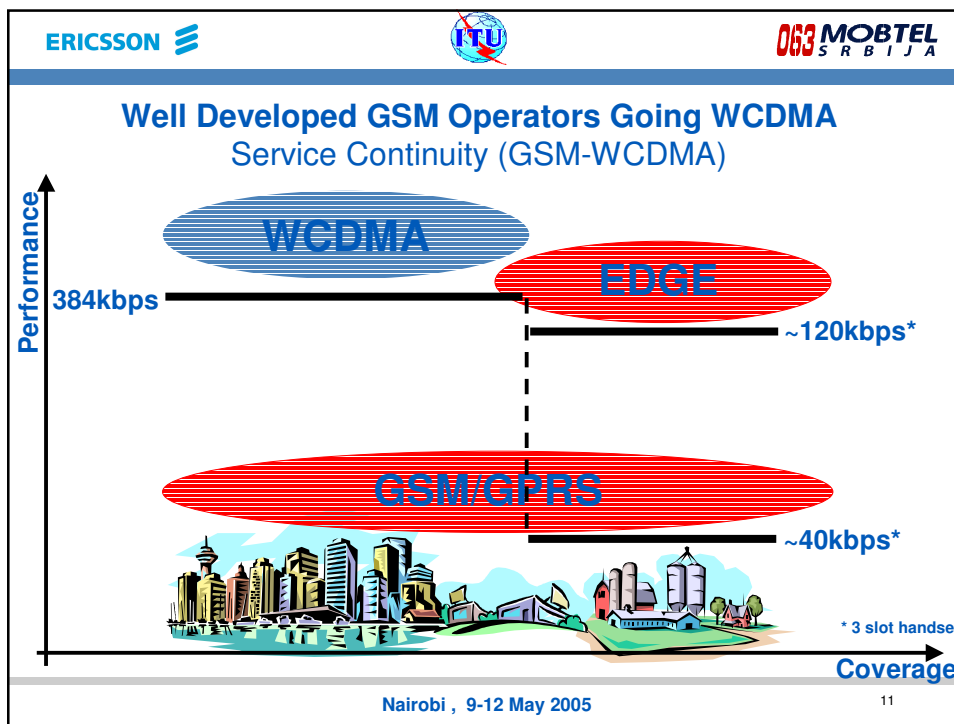 ERICSSON
ITU
063 MOBTEL
SRBIJA
Well Developed GSM Operators Going WCDMA
Service Continuity (GSM-WCDMA)
Performance
WCDMA
EDGE
384kbps
~120kbps*
GSM/GPRS
~40kbps*
* 3 slot handse
Coverage
Nairobi , 9-12 May 2005
11